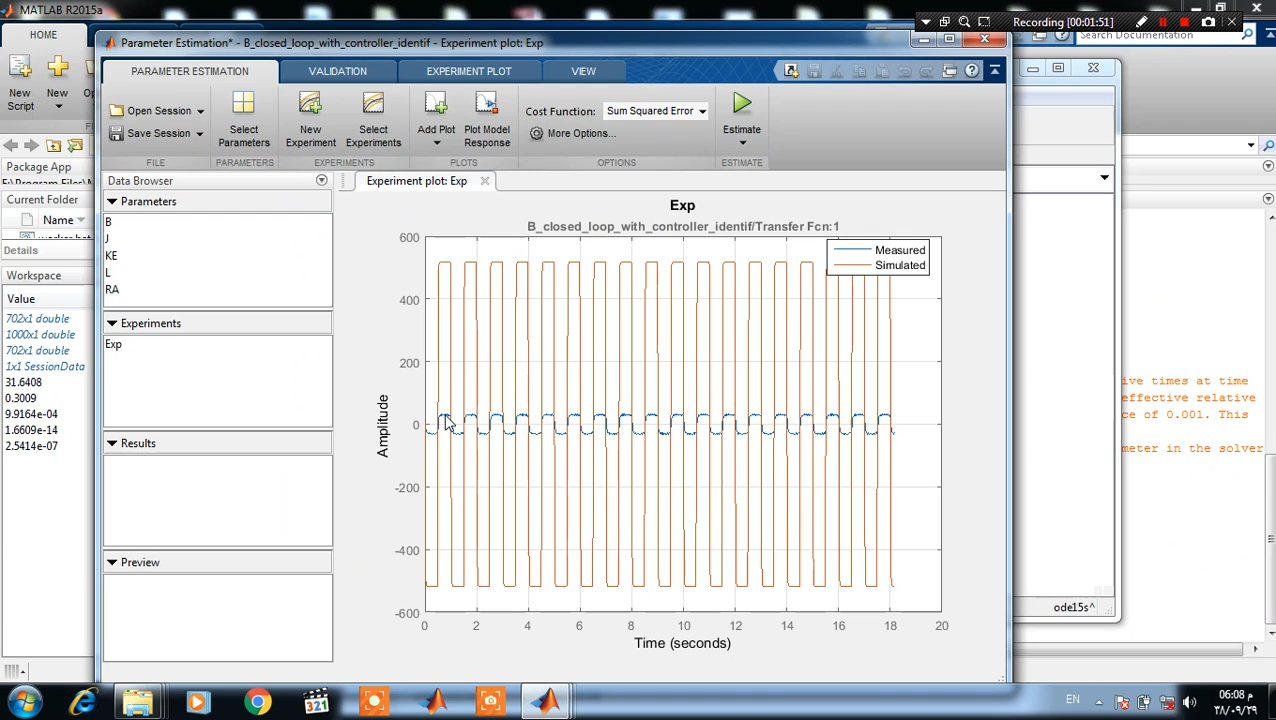 MATLAB R2015a
Recording [00:01:51]
HOME
Search Documentation
New
Script
New
Parameter Estimation* - B_closed_loop_with_controller_identif - Experiment plot: Exp
PARAMETER ESTIMATION
VALIDATION
EXPERIMENT PLOT
VIEW
Open Session
Save Session
Select
Parameters
New
Experiment
Select
Experiments
Add Plot
Plot Model
Response
Cost Function:
Sum Squared Error
More Options...
Estimate
FILE
PARAMETERS
EXPERIMENTS
PLOTS
OPTIONS
ESTIMATE
Package App
Current Folder
Name
Details
Workspace
Value
702x1 double
1000x1 double
702x1 double
1x1 SessionData
31.6408
0.3009
9.9164e-04
1.6609e-14
2.5414e-07
Data Browser
Parameters
B
J
KE
L
RA
Experiments
Exp
Results
Preview
Experiment plot: Exp
Exp
B_closed_loop_with_controller_identif/Transfer Fcn:1
Measured
Simulated
Amplitude
600
400
200
0
-200
-400
-600
0
2
4
6
8
10
12
14
16
18
20
Time (seconds)
ive times at time
effective relative
ce of 0.001. This
meter in the solver
ode15s^
EN
06:08 م
٣٨/٠٩/٢٩